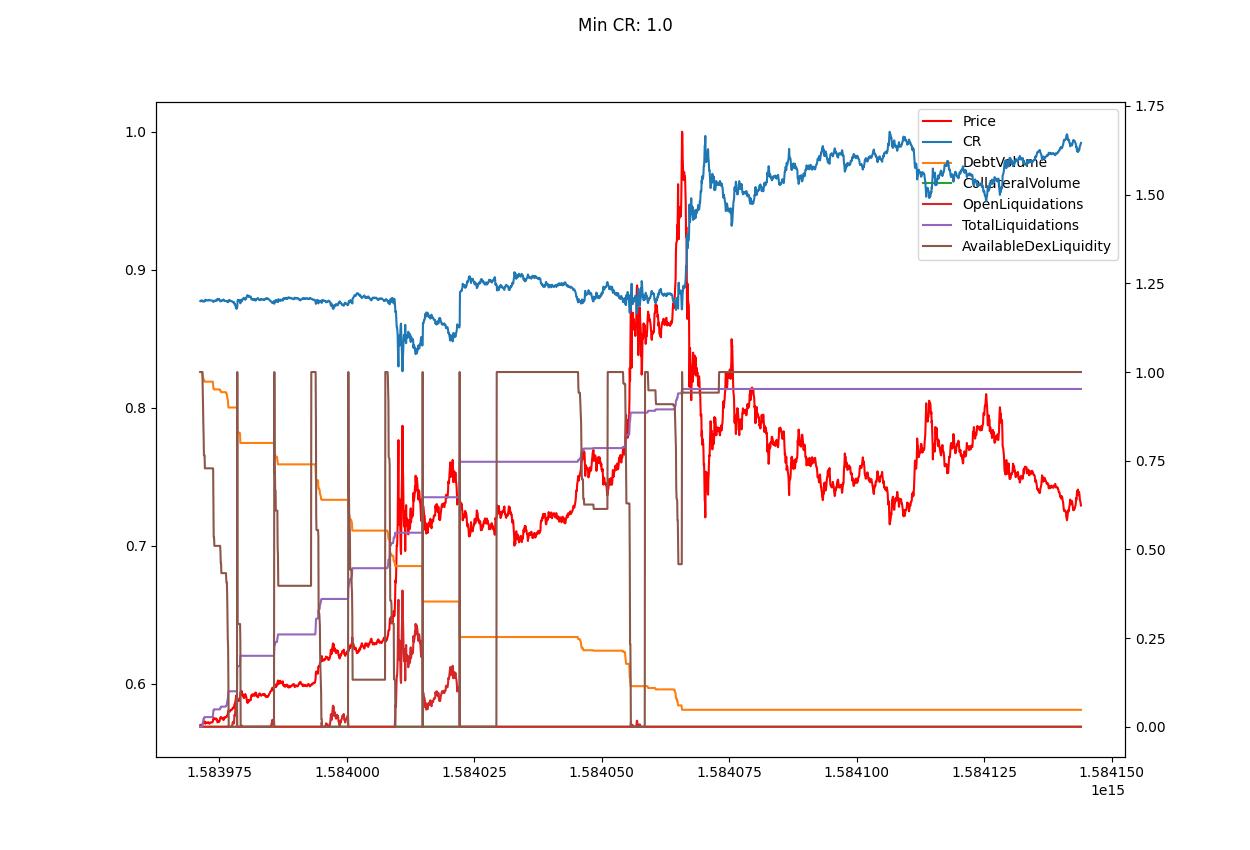 Min CR: 1.0
1.0
0.9
0.8
0.7
0.6
1.75
1.50
1.25
1.00
0.75
0.50
0.25
0.00
Price
CR
DebtVolume
CollateralVolume
OpenLiquidations
TotalLiquidations
AvailableDexLiquidity
1.583975 1.584000 1.584025 1.584050 1.584075 1.584100 1.584125 1.584150
1e15